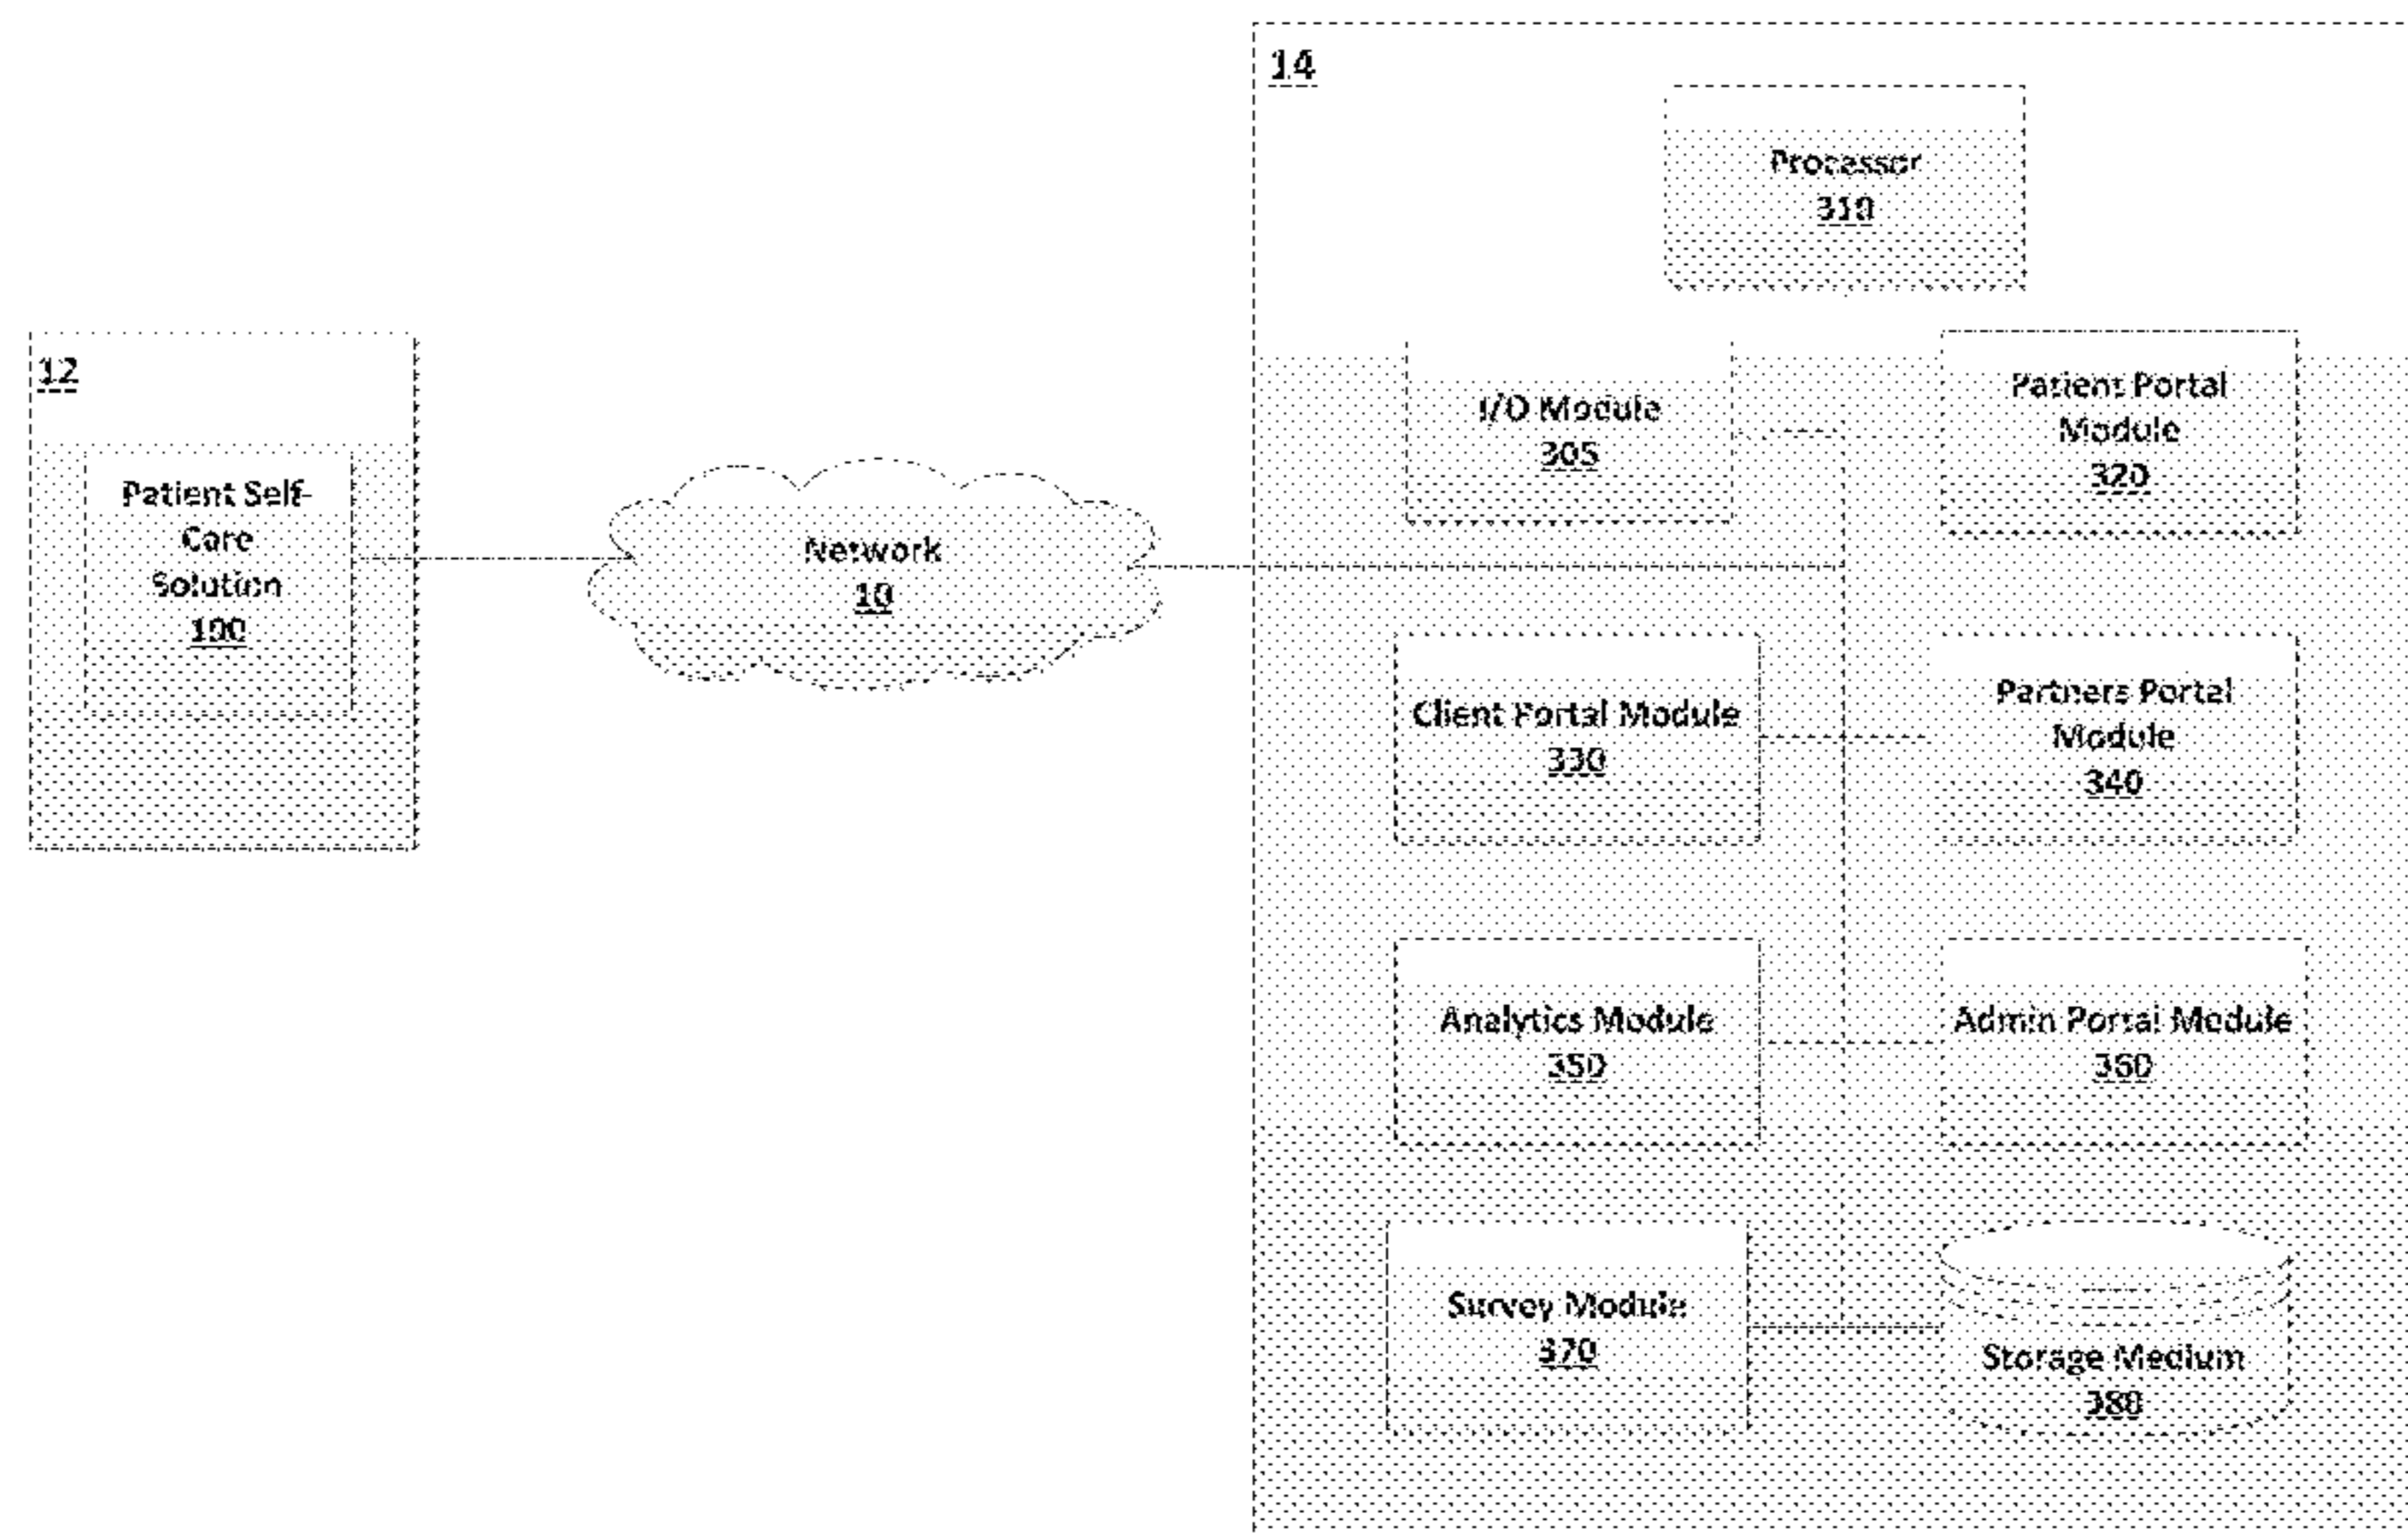 14
Processor
310
12
I/O Module
305
Patient Portal
Module
320
Patient Self-
Care
Solution
100
Network
10
Client Portal Module
330
Partners Portal
Module
340
Analytics Module
350
Admin Portal Module
360
Survey Module
370
Storage Medium
380